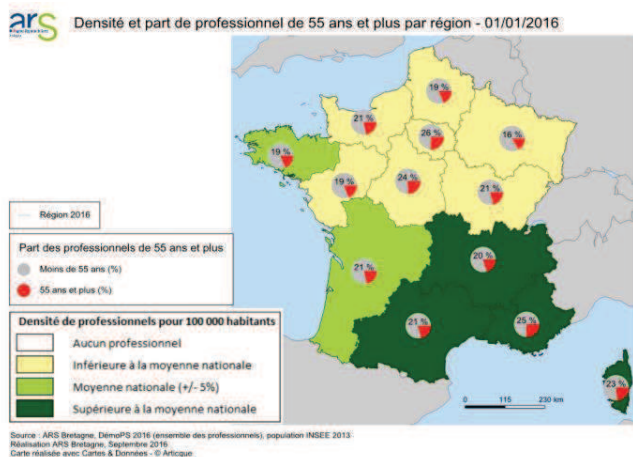 ars
Densité et part de professionnel de 55 ans et plus par région - 01/01/2016
19 %
21 %
26 %
16 %
19 %
19 %
24 %
21 %
20 %
21 %
21 %
25 %
23 %
Région 2016
Part des professionnels de 55 ans et plus
Moins de 55 ans (%)
55 ans et plus (%)
Densité de professionnels pour 100 000 habitants
Aucun professionnel
Inférieure à la moyenne nationale
Moyenne nationale (+/- 5%)
Supérieure à la moyenne nationale
0 115 230 km
Source : ARS Bretagne, DémoPS 2016 (ensemble des professionnels), population INSEE 2013
Réalisation ARS Bretagne, Septembre 2016
Carte réalisée avec Cartes & Données - © Articque